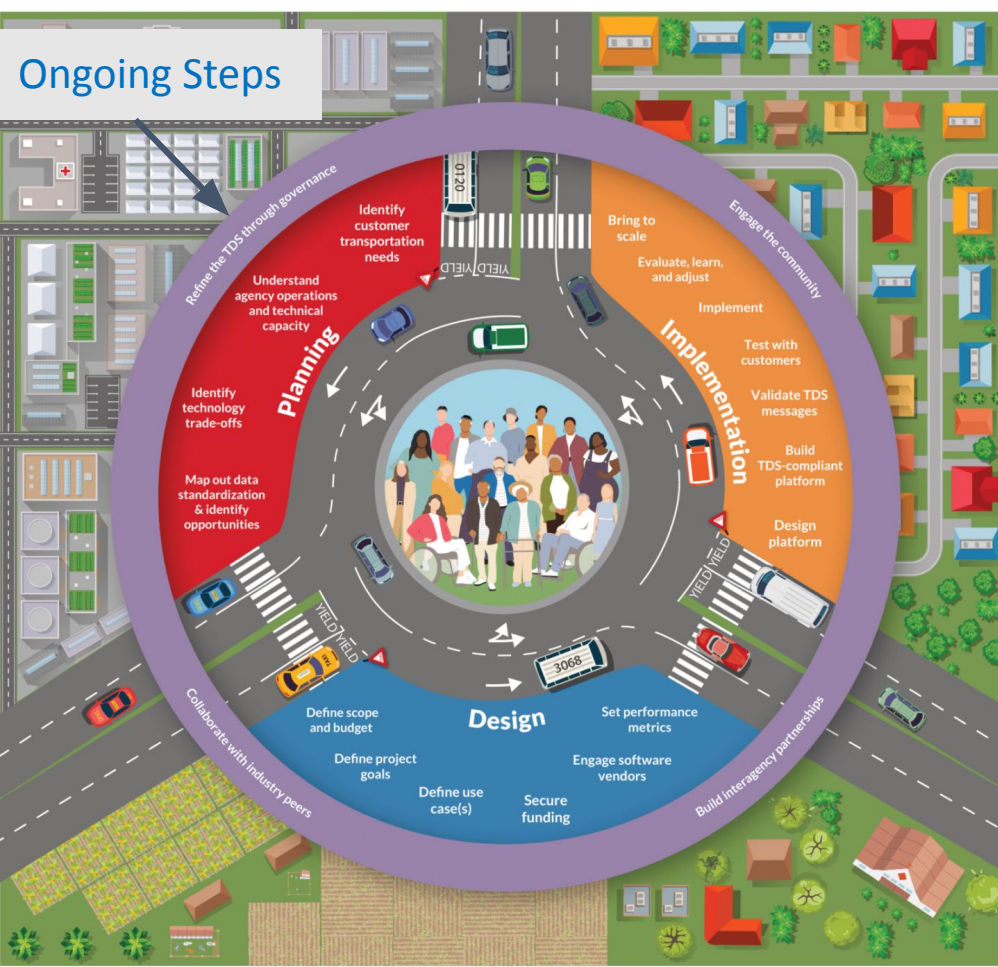 Ongoing Steps
Refine the TDS through governance
Engage the community
Collaborate with industry peers
Build interagency partnerships
Planning
Identify
customer
transportation
needs
Understand
agency operations
and technical
capacity
Identify
technology
trade-offs
Map out data
standardization
& identify
opportunities
Design
Define scope
and budget
Define project
goals
Define use
case(s)
Secure
funding
Engage software
vendors
Set performance
metrics
Implementation
Design
platform
Build
TDS-compliant
platform
Validate TDS
messages
Test with
customers
Implement
Evaluate, learn,
and adjust
Bring to
scale
0120
YIELD YIELD
YIELD YIELD
TAXI
3068
YIELD YIELD